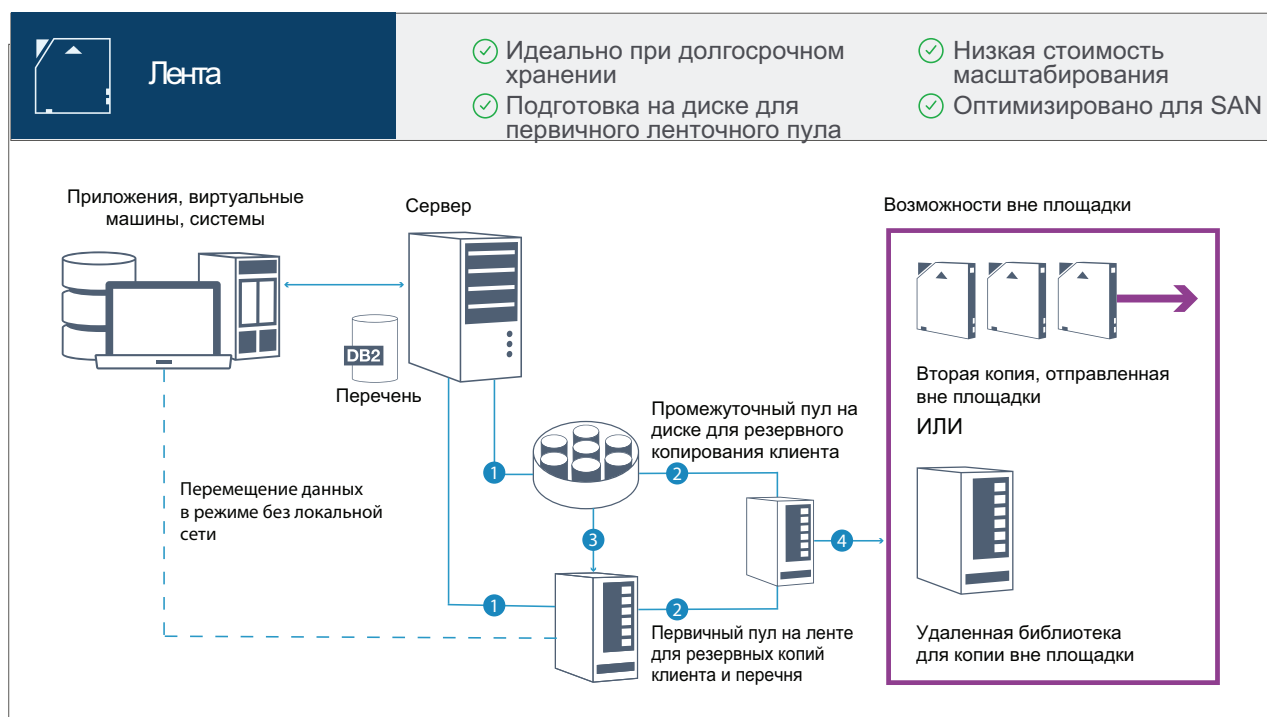 Лента
Идеально при долгосрочном
хранении
Подготовка на диске для
первичного ленточного пула
Низкая стоимость
масштабирования
Оптимизировано для SAN
Приложения, виртуальные
машины, системы
Сервер
Возможности вне площадки
DB2
Перечень
Вторая копия, отправленная
вне площадки
ИЛИ
Промежуточный пул на
диске для резервного
копирования клиента
1
2
Перемещение данных
в режиме без локальной
сети
3
4
1
2
Первичный пул на ленте
для резервных копий
клиента и перечня
Удаленная библиотека
для копии вне площадки